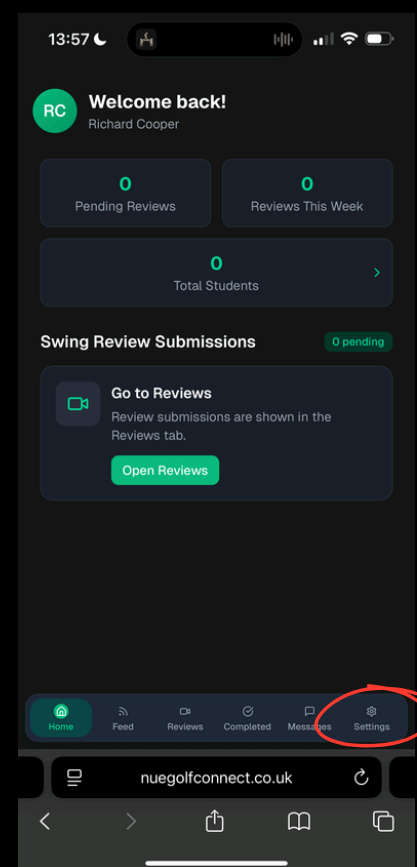 13:57
RC
Welcome back!
Richard Cooper
0
Pending Reviews
0
Reviews This Week
0
Total Students
Swing Review Submissions
0 pending
Go to Reviews
Review submissions are shown in the
Reviews tab.
Open Reviews
Home
Feed
Reviews
Completed
Messages
Settings
nuegolfconnect.co.uk